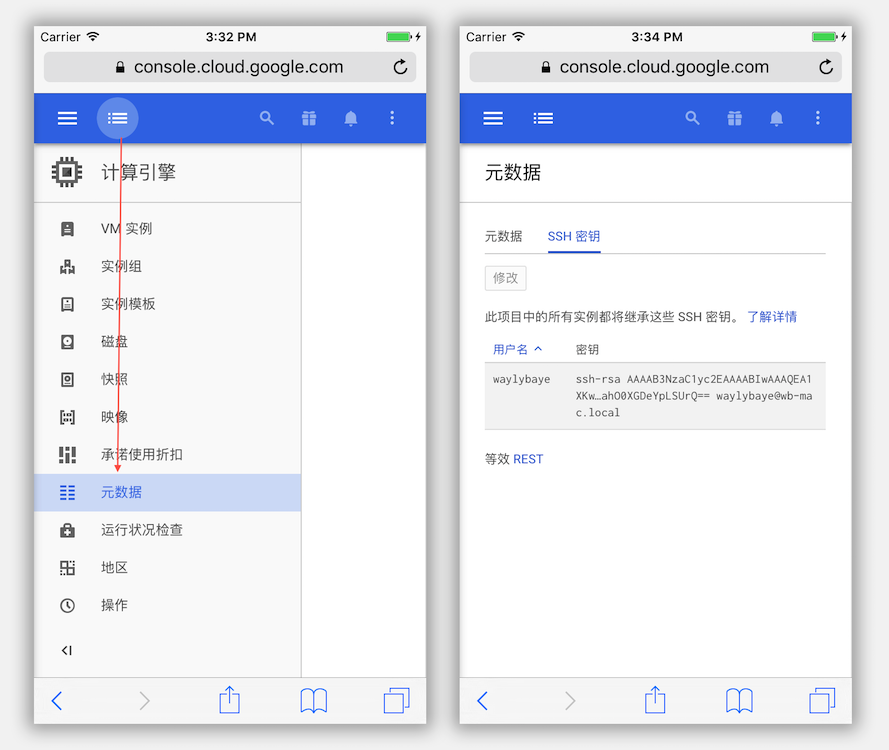 Carrier 3:32 PM
console.cloud.google.com
计算引擎
VM 实例
实例组
实例模板
磁盘
快照
映像
承诺使用折扣
元数据
运行状况检查
地区
操作
Carrier 3:34 PM
console.cloud.google.com
元数据
元数据 SSH 密钥
修改
此项目中的所有实例都将继承这些 SSH 密钥。 了解详情
用户名 密钥
waylybaye ssh-rsa AAAAB3NzaC1yc2EAAAABIwAAAQEA1
XKw…ahO0XGDeYpLSUrQ== waylybaye@wb-ma
c.local
等效 REST